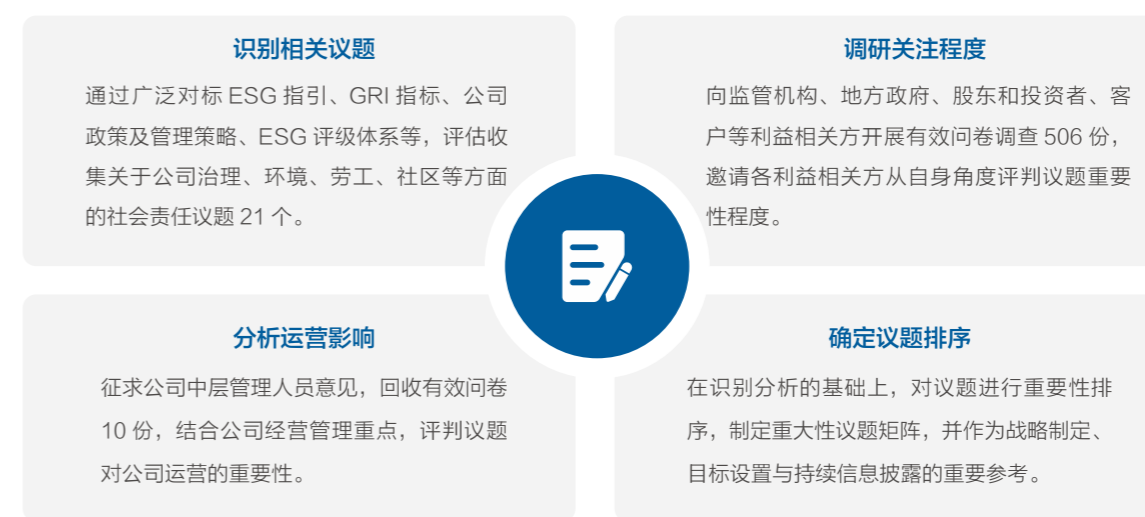 识别相关议题
通过广泛对标 ESG 指引、GRI 指标、公司
政策及管理策略、ESG 评级体系等，评估收
集关于公司治理、环境、劳工、社区等方面
的社会责任议题 21 个。
调研关注程度
向监管机构、地方政府、股东和投资者、客
户等利益相关方开展有效问卷调查 506 份，
邀请各利益相关方从自身角度评判议题重要
性程度。
分析运营影响
征求公司中层管理人员意见，回收有效问卷
10 份，结合公司经营管理重点，评判议题
对公司运营的重要性。
确定议题排序
在识别分析的基础上，对议题进行重要性排
序，制定重大性议题矩阵，并作为战略制定、
目标设置与持续信息披露的重要参考。